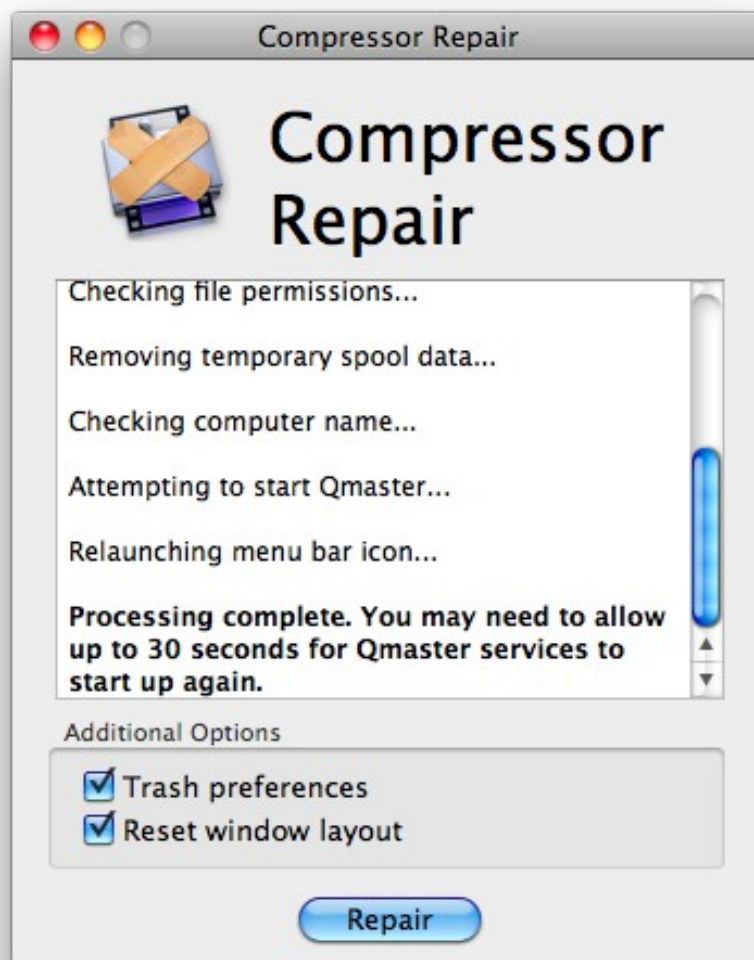 Compressor Repair
Compressor
Repair
Checking file permissions...
Removing temporary spool data...
Checking computer name...
Attempting to start Qmaster...
Relaunching menu bar icon...
Processing complete. You may need to allow
up to 30 seconds for Qmaster services to
start up again.
Additional Options
Trash preferences
Reset window layout
Repair